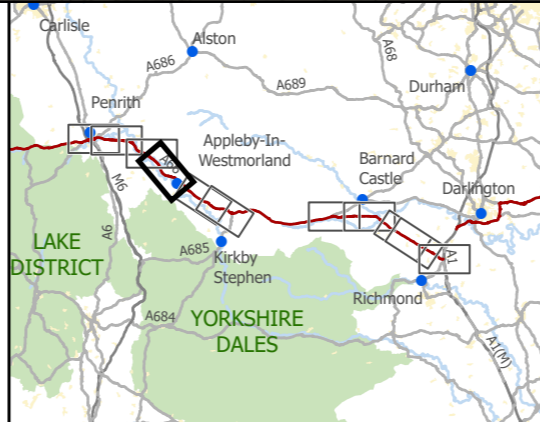 Carlisle
Alston
A686
A68
A689
Durham
Penrith
Appleby-In-
Westmorland
Barnard
Castle
Darlington
A66
M6
A6
LAKE
DISTRICT
A685
Kirkby
Stephen
A1
Richmond
A684
YORKSHIRE
DALES
A1(M)